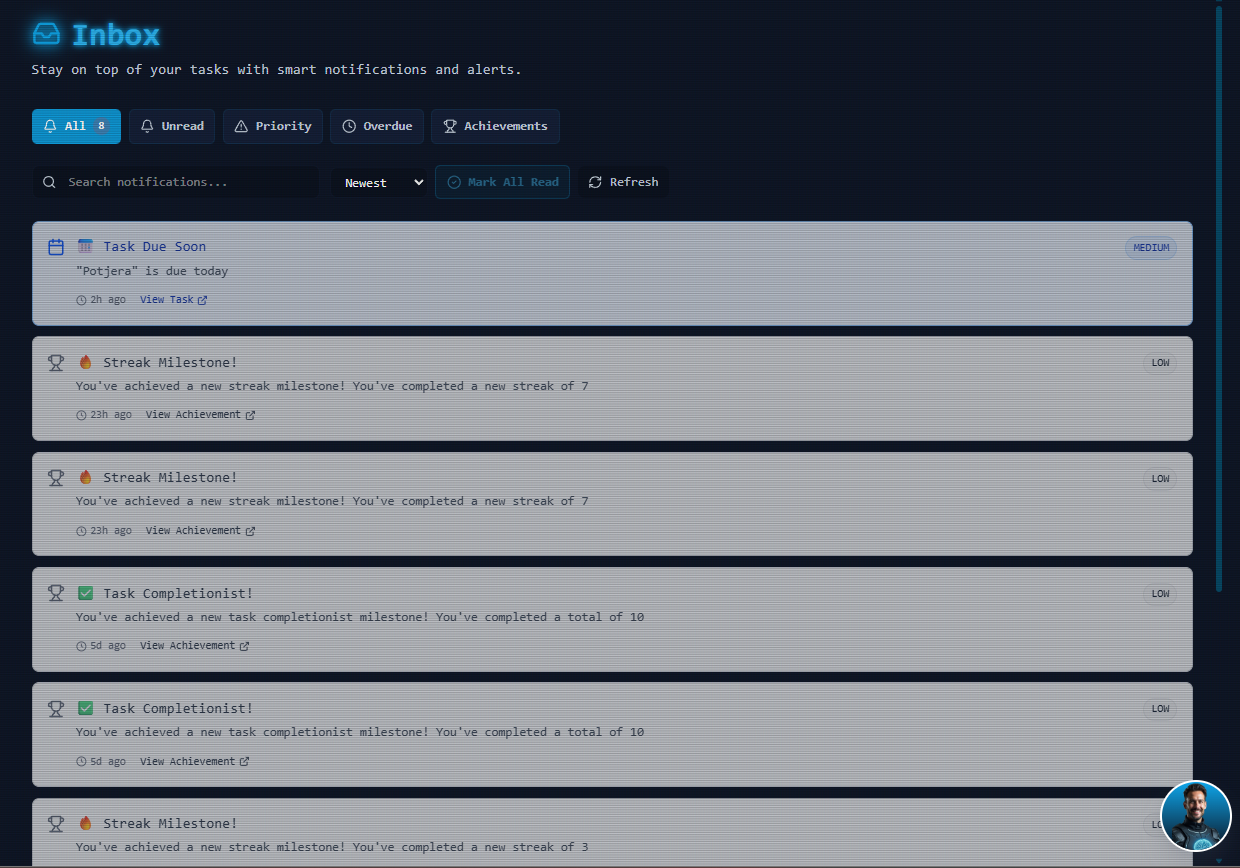 Inbox
Stay on top of your tasks with smart notifications and alerts.
All 8 Unread Priority Overdue Achievements
Search notifications... Newest Mark All Read Refresh
Task Due Soon MEDIUM
"Potjera" is due today
2h ago View Task
Streak Milestone! LOW
You've achieved a new streak milestone! You've completed a new streak of 7
23h ago View Achievement
Streak Milestone! LOW
You've achieved a new streak milestone! You've completed a new streak of 7
23h ago View Achievement
Task Completionist! LOW
You've achieved a new task completionist milestone! You've completed a total of 10
5d ago View Achievement
Task Completionist! LOW
You've achieved a new task completionist milestone! You've completed a total of 10
5d ago View Achievement
Streak Milestone!
You've achieved a new streak milestone! You've completed a new streak of 3